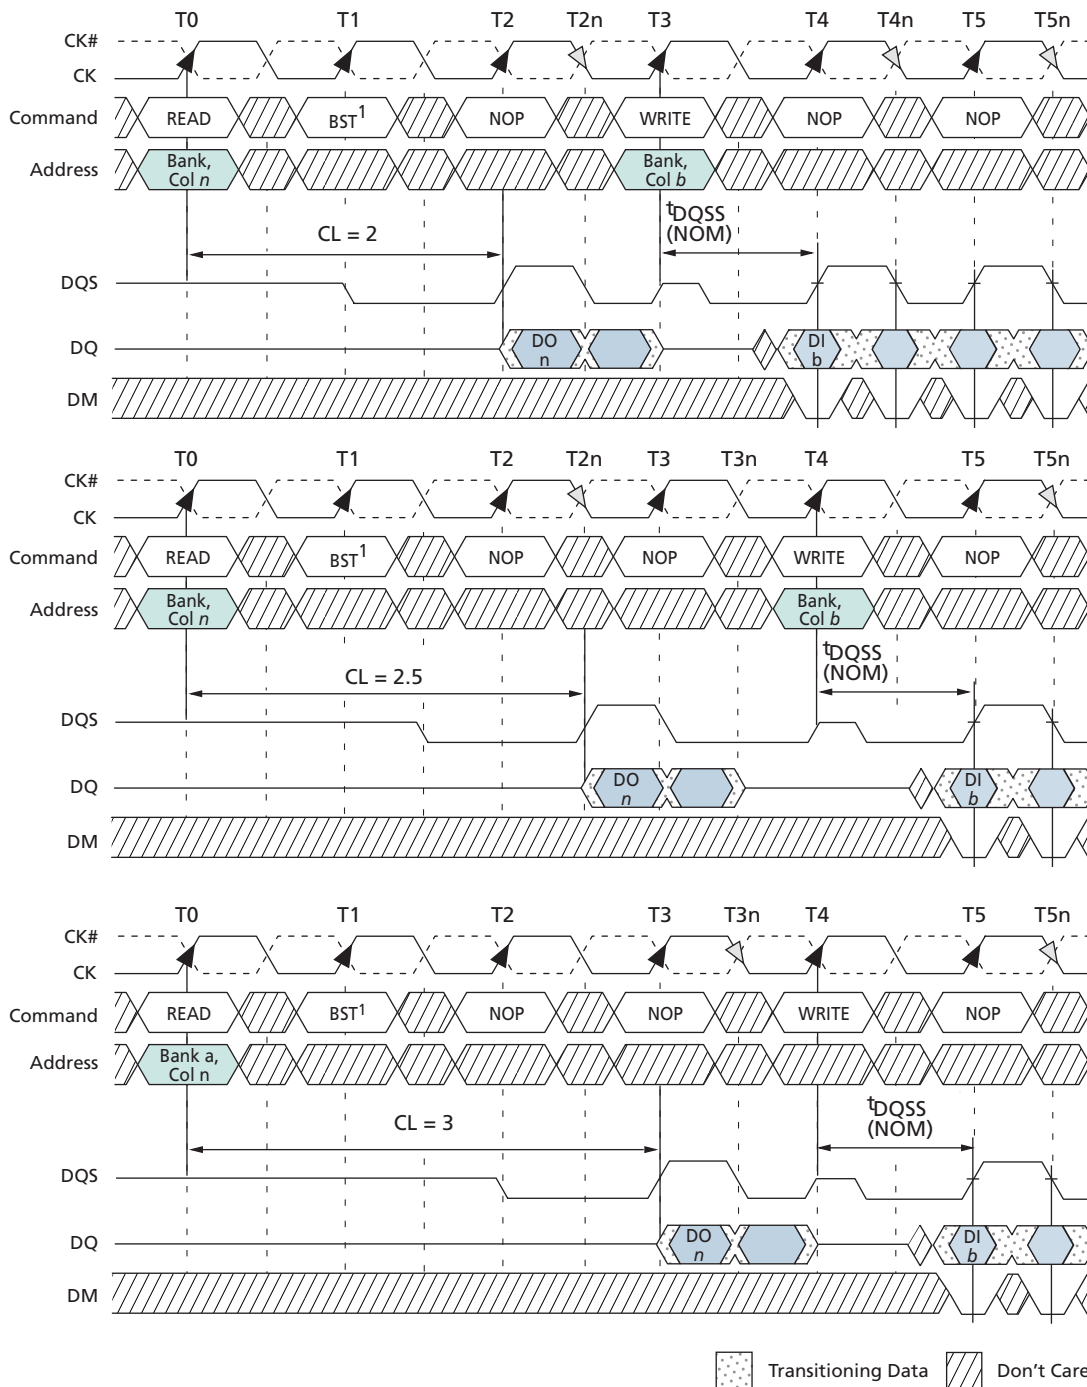 T0 T1 T2 T2n T3 T4 T4n T5 T5n
CK#
CK
Command READ BST1 NOP WRITE NOP NOP
Address Bank, Col n Bank, Col b
CL = 2 tDQSS (NOM)
DQS
DQ DO n DI b
DM
T0 T1 T2 T2n T3 T3n T4 T5 T5n
CK#
CK
Command READ BST1 NOP NOP WRITE NOP
Address Bank, Col n Bank, Col b
CL = 2.5 tDQSS (NOM)
DQS
DQ DO n DI b
DM
T0 T1 T2 T3 T3n T4 T5 T5n
CK#
CK
Command READ BST1 NOP NOP WRITE NOP
Address Bank a, Col n
CL = 3 tDQSS (NOM)
DQS
DQ DO n DI b
DM
Transitioning Data Don't Care